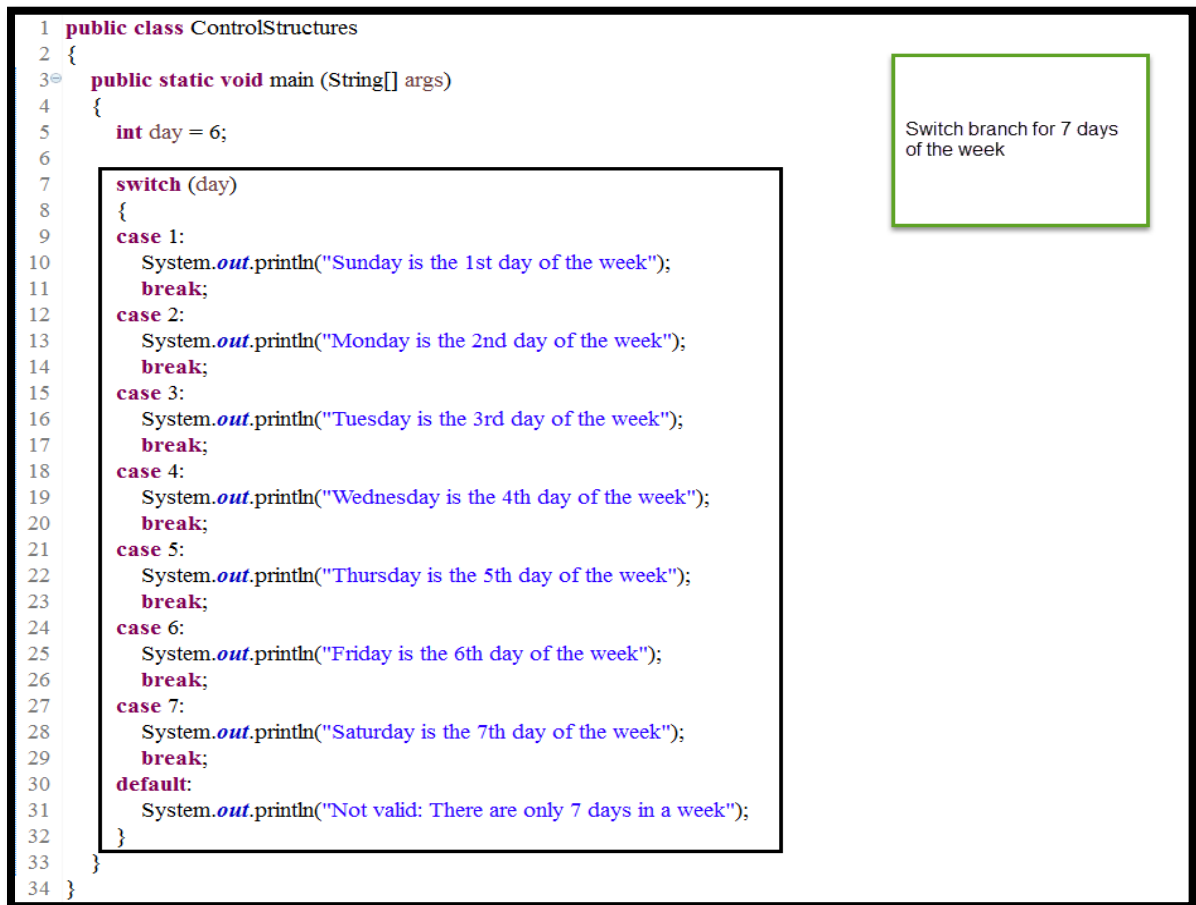 1 public class ControlStructures
2 {
3 public static void main (String[] args)
4 {
5 int day = 6;
6
7 switch (day)
8 {
9 case 1:
10 System.out.println("Sunday is the 1st day of the week");
11 break;
12 case 2:
13 System.out.println("Monday is the 2nd day of the week");
14 break;
15 case 3:
16 System.out.println("Tuesday is the 3rd day of the week");
17 break;
18 case 4:
19 System.out.println("Wednesday is the 4th day of the week");
20 break;
21 case 5:
22 System.out.println("Thursday is the 5th day of the week");
23 break;
24 case 6:
25 System.out.println("Friday is the 6th day of the week");
26 break;
27 case 7:
28 System.out.println("Saturday is the 7th day of the week");
29 break;
30 default:
31 System.out.println("Not valid: There are only 7 days in a week");
32 }
33 }
34 }
Switch branch for 7 days
of the week